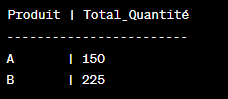 Produit | Total_Quantité
------------------------
A       | 150
B       | 225